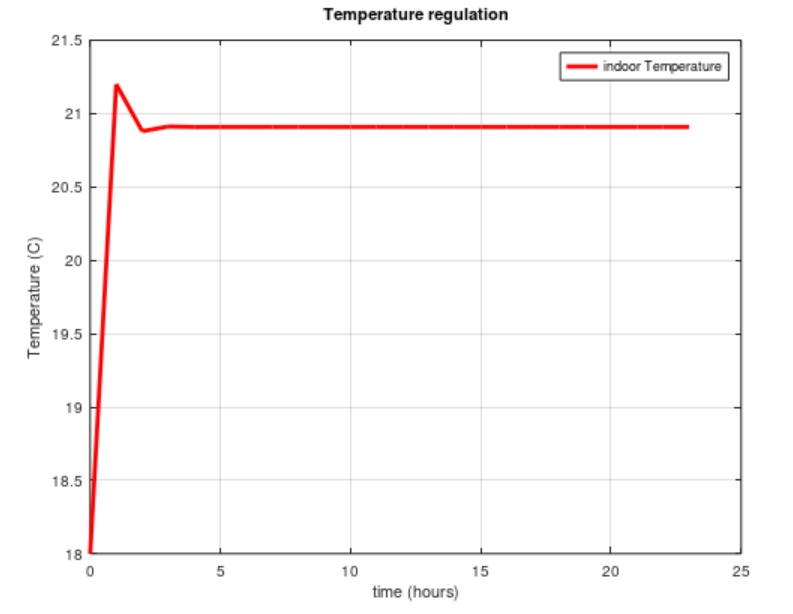 Temperature regulation
21.5
indoor Temperature
21
20.5
20
Temperature (C)
19.5
19
18.5
18
0 5 10 15 20 25
time (hours)